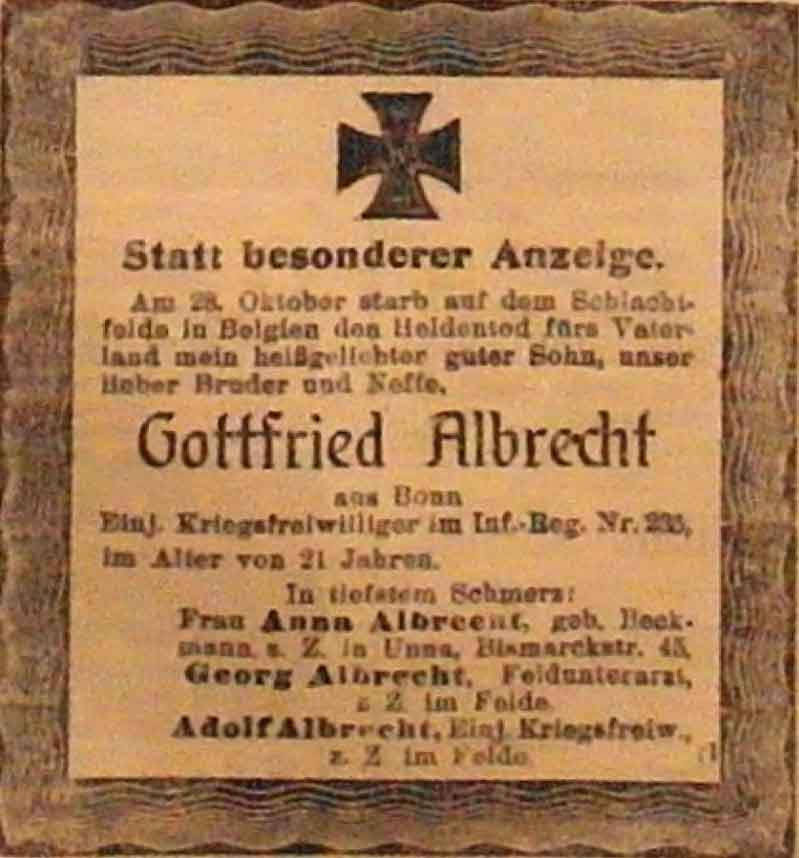 Statt besonderer Anzeige.
Am 28. Oktober starb auf dem Schlacht-
felde in Belgien den Heldentod fürs Vater-
land mein heißgeliebter guter Sohn, unser
lieber Bruder und Neffe,
Gottfried Albrecht
aus Bonn
Einj. Kriegsfreiwilliger im Inf.-Reg. Nr. 235,
im Alter von 21 Jahren.
In tiefstem Schmerz:
Frau Anna Albrecht, geb. Beck-
mann, z. Z. in Unna, Bismarckstr. 45,
Georg Albrecht, Feldunterarzt,
z Z im Felde
Adolf Albrecht, Einj Kriegsfreiw.,
z. Z im Felde